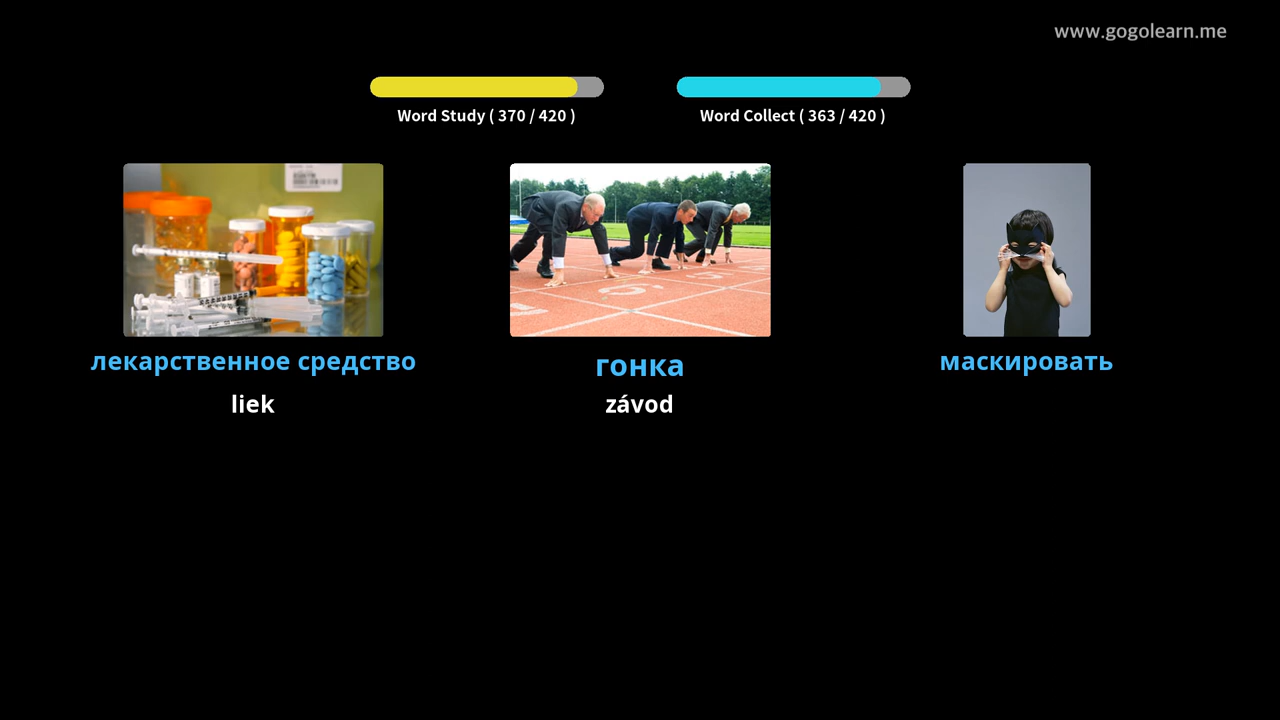 www.gogolearn.me
Word Study ( 370 / 420 )
Word Collect ( 363 / 420 )
лекарственное средство
гонка
маскировать
liek
závod